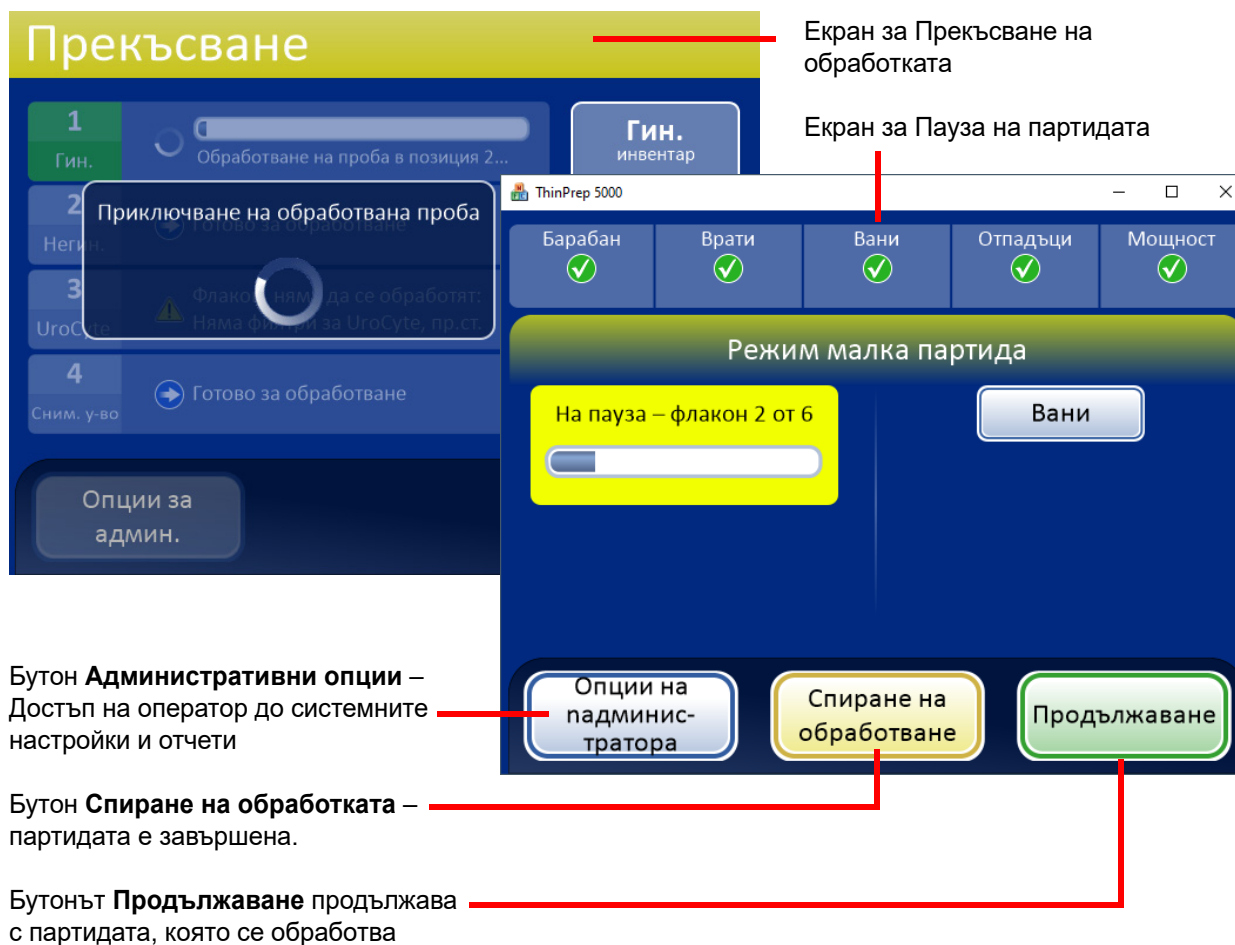 Прекъсване
Екран за Прекъсване на
обработката
1
Гин.
Обработване на проба в позиция 2...
Гин.
инвентар
Екран за Пауза на партидата
2
Негин.
Готово за обработване
Приключване на обработвана проба
3
UroCyte
Няма филтри за UroCyte, пр.ст.
4
Сним. у-во
Готово за обработване
Опции за
админ.
ThinPrep 5000
Барабан
Врати
Вани
Отпадъци
Мощност
Режим малка партида
На пауза – флакон 2 от 6
Вани
Опции на
падминис-
тратора
Спиране на
обработване
Продължаване
Бутон Административни опции –
Достъп на оператор до системните
настройки и отчети
Бутон Спиране на обработката –
партидата е завършена.
Бутонът Продължаване продължава
с партидата, която се обработва